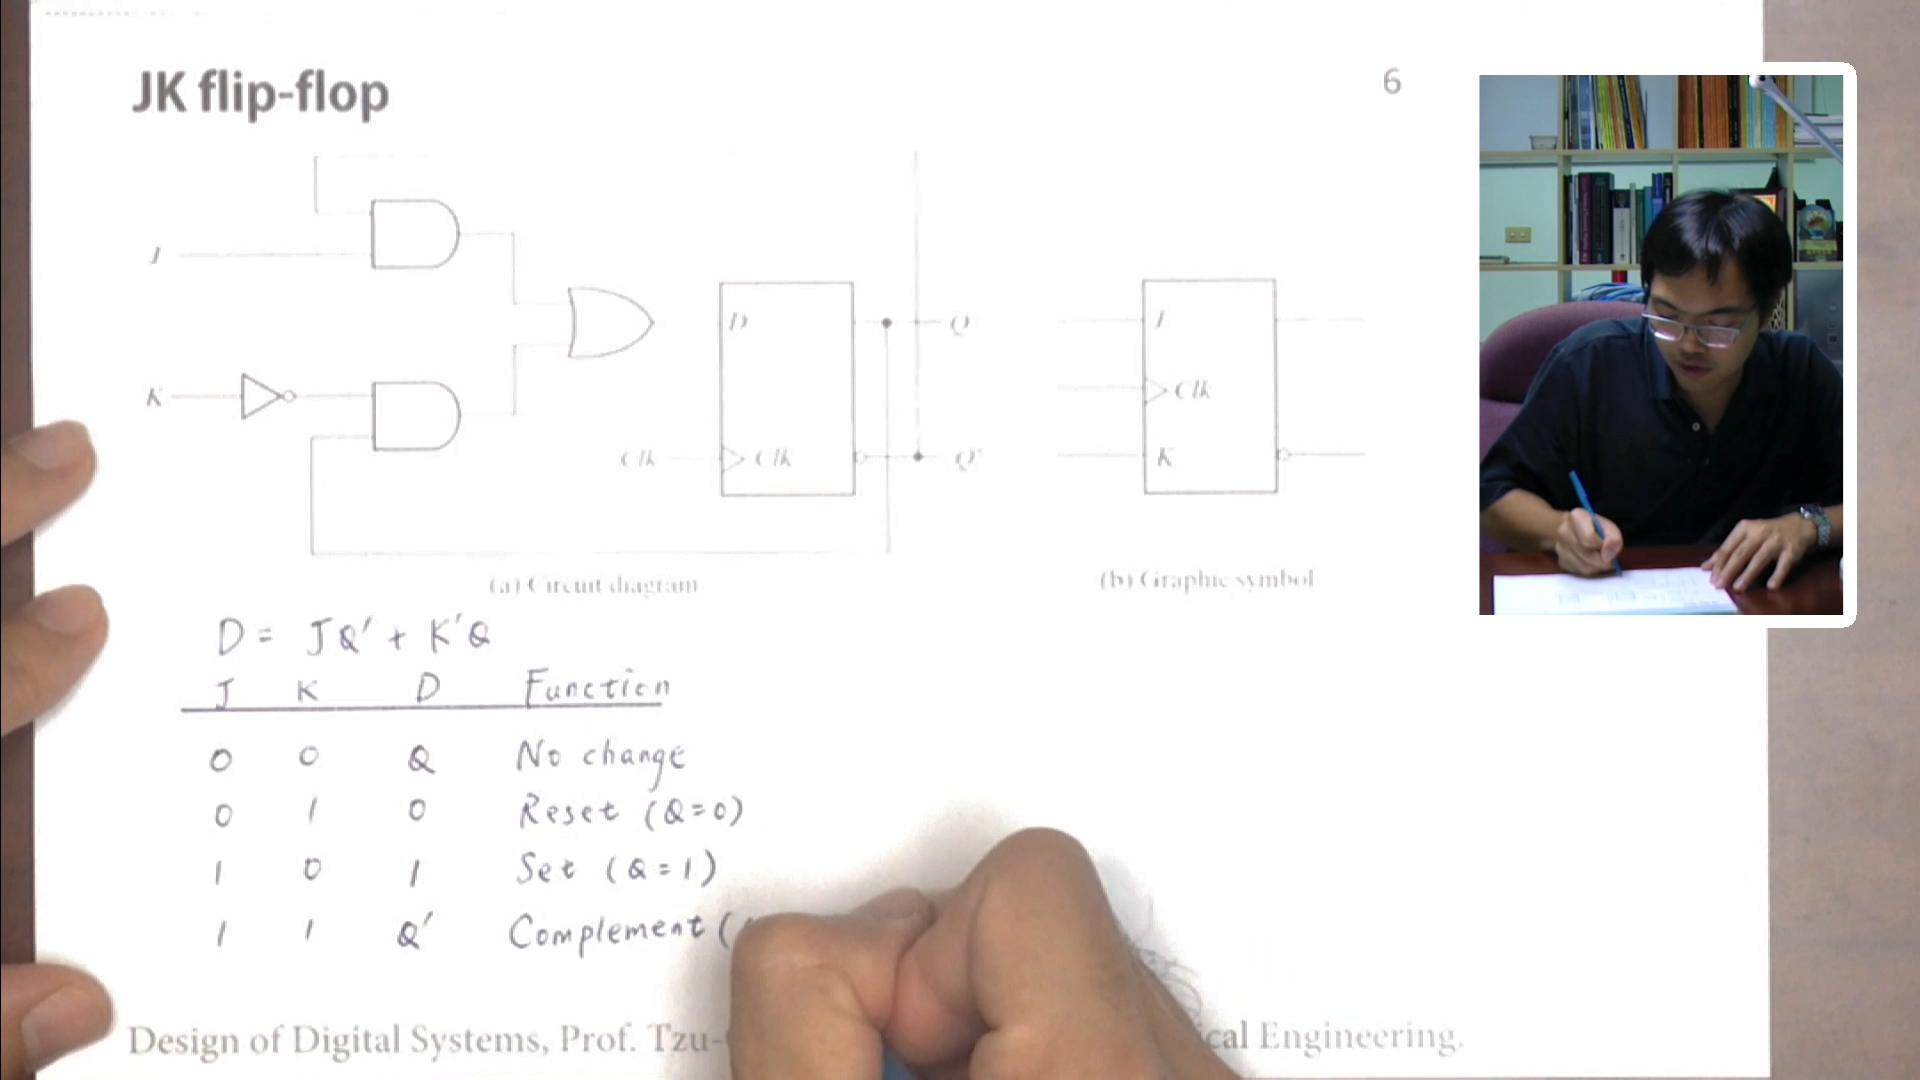 JK flip-flop
6
J
K
D
Clk
Clk
Q
Q'
J
Clk
K
(a) Circuit diagram
(b) Graphic symbol
D = JQ' + K'Q
J K D Function
0 0 Q No change
0 1 0 Reset (Q=0)
1 0 1 Set (Q=1)
1 1 Q' Complement (
Design of Digital Systems, Prof. Tzu- cal Engineering.